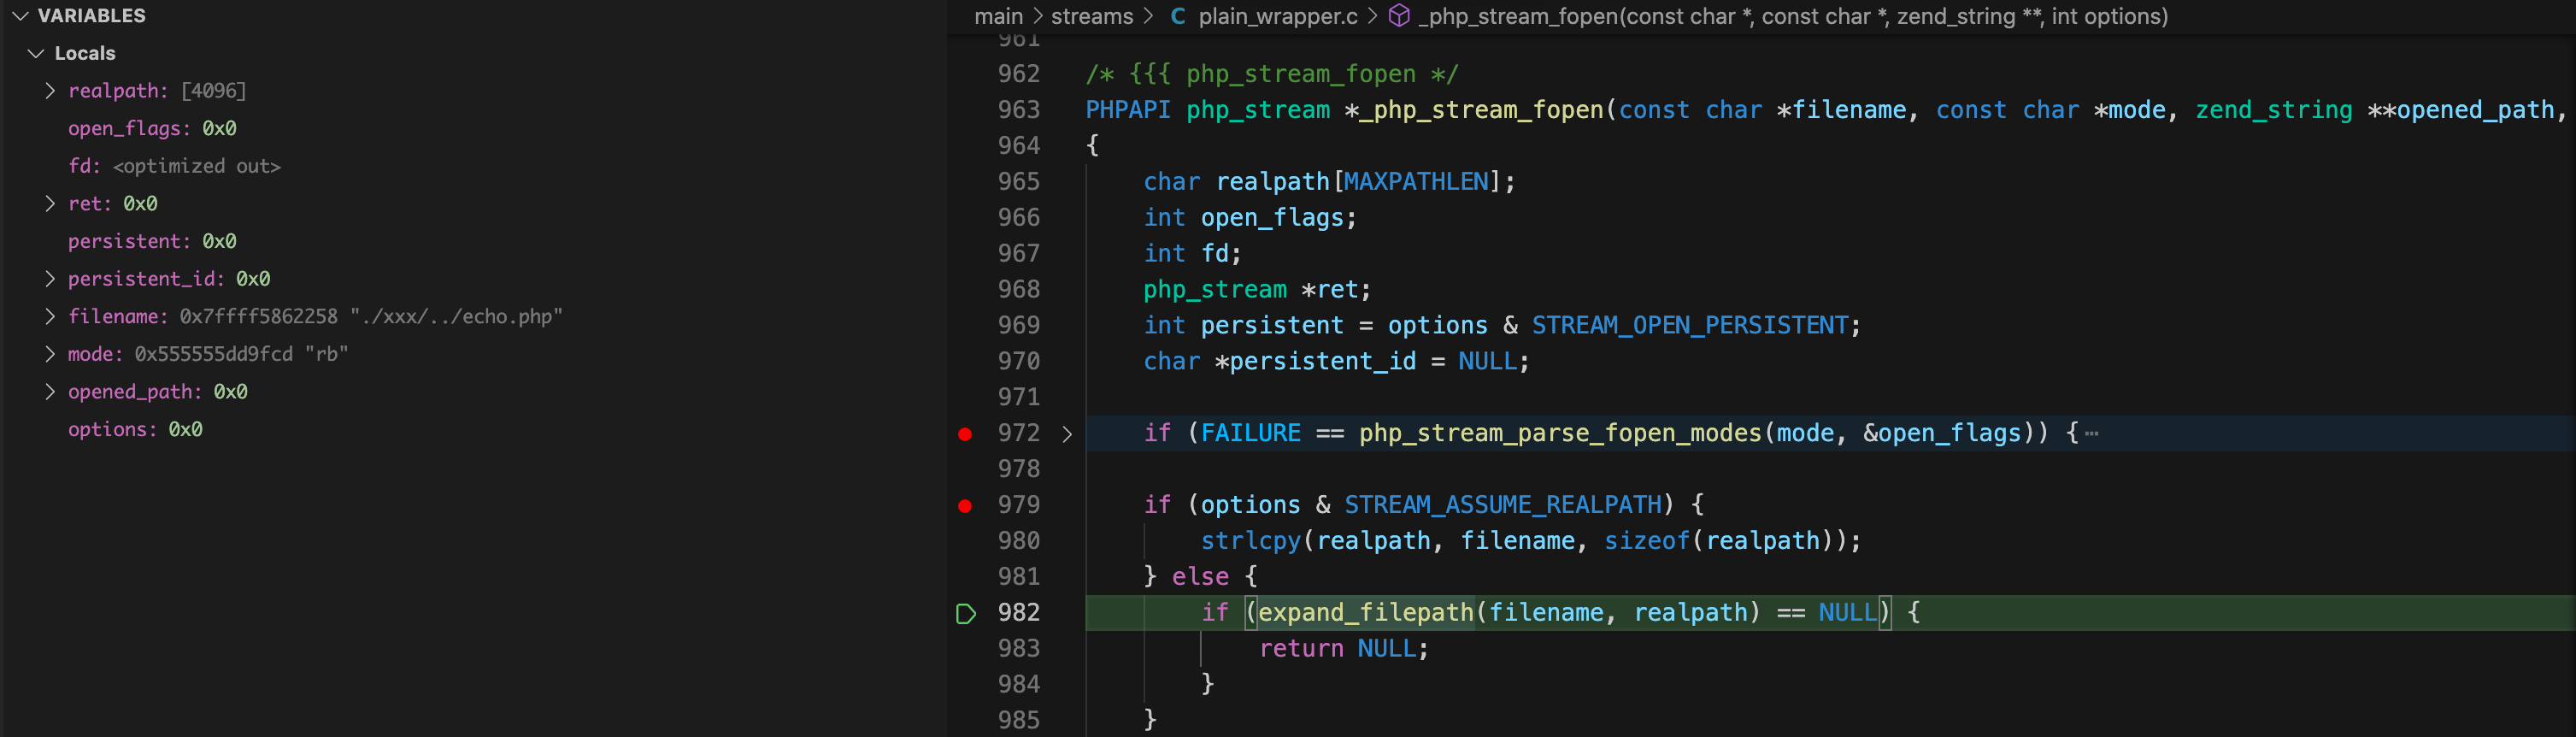 VARIABLES
Locals
realpath: [4096]
open_flags: 0x0
fd: <optimized out>
ret: 0x0
persistent: 0x0
persistent_id: 0x0
filename: 0x7ffff5862258 "./xxx/../echo.php"
mode: 0x555555dd9fcd "rb"
opened_path: 0x0
options: 0x0
main > streams > C plain_wrapper.c > _php_stream_fopen(const char *, const char *, zend_string **, int options)
961
962 /* {{{ php_stream_fopen */
963 PHPAPI php_stream *_php_stream_fopen(const char *filename, const char *mode, zend_string **opened_path,
964 {
965 char realpath[MAXPATHLEN];
966 int open_flags;
967 int fd;
968 php_stream *ret;
969 int persistent = options & STREAM_OPEN_PERSISTENT;
970 char *persistent_id = NULL;
971
972 if (FAILURE == php_stream_parse_fopen_modes(mode, &open_flags)) {⋯
978
979 if (options & STREAM_ASSUME_REALPATH) {
980 strlcpy(realpath, filename, sizeof(realpath));
981 } else {
982 if (expand_filepath(filename, realpath) == NULL) {
983 return NULL;
984 }
985 }